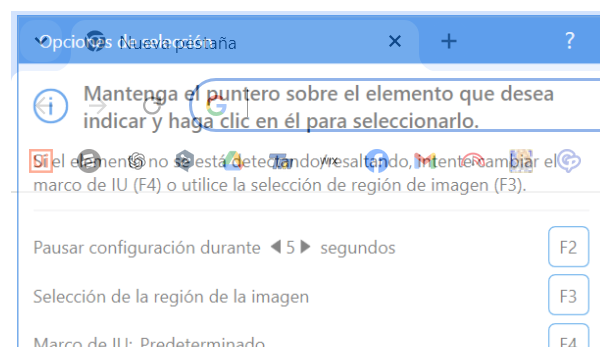 Opciones de selección
Nueva pestaña
?
Mantenga el puntero sobre el elemento que desea
indicar y haga clic en él para seleccionarlo.
Si el elemento no se está detectando/resaltando, intente cambiar el
marco de IU (F4) o utilice la selección de región de imagen (F3).
Pausar configuración durante 5 segundos F2
Selección de la región de la imagen F3
Marco de IU: Predeterminado F4